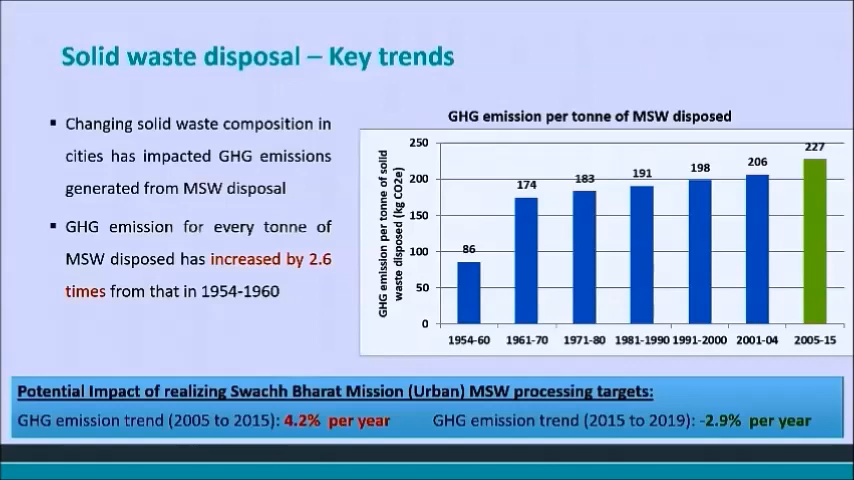 Solid waste disposal – Key trends
▪ Changing solid waste composition in
cities has impacted GHG emissions
generated from MSW disposal
▪ GHG emission for every tonne of
MSW disposed has increased by 2.6
times from that in 1954-1960
GHG emission per tonne of MSW disposed
GHG emission per tonne of solid
waste disposed (kg CO2e)
250
200
150
100
50
0
86
174
183
191
198
206
227
1954-60 1961-70 1971-80 1981-1990 1991-2000 2001-04 2005-15
Potential Impact of realizing Swachh Bharat Mission (Urban) MSW processing targets:
GHG emission trend (2005 to 2015): 4.2% per year GHG emission trend (2015 to 2019): -2.9% per year